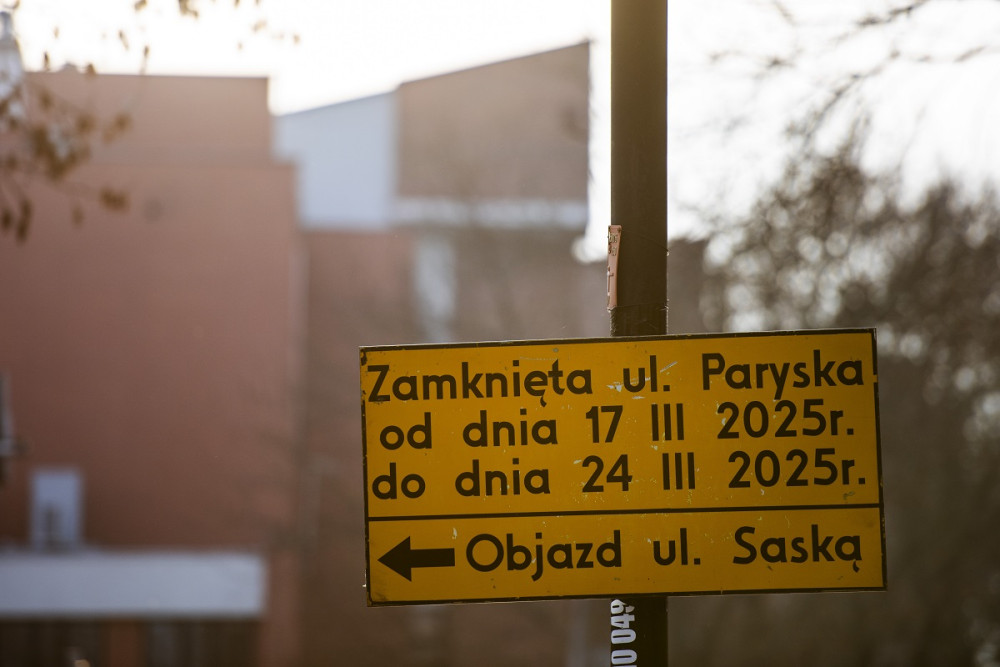 Zamknięta ul. Paryska
od dnia 17 III 2025r.
do dnia 24 III 2025r.
Objazd ul. Saską